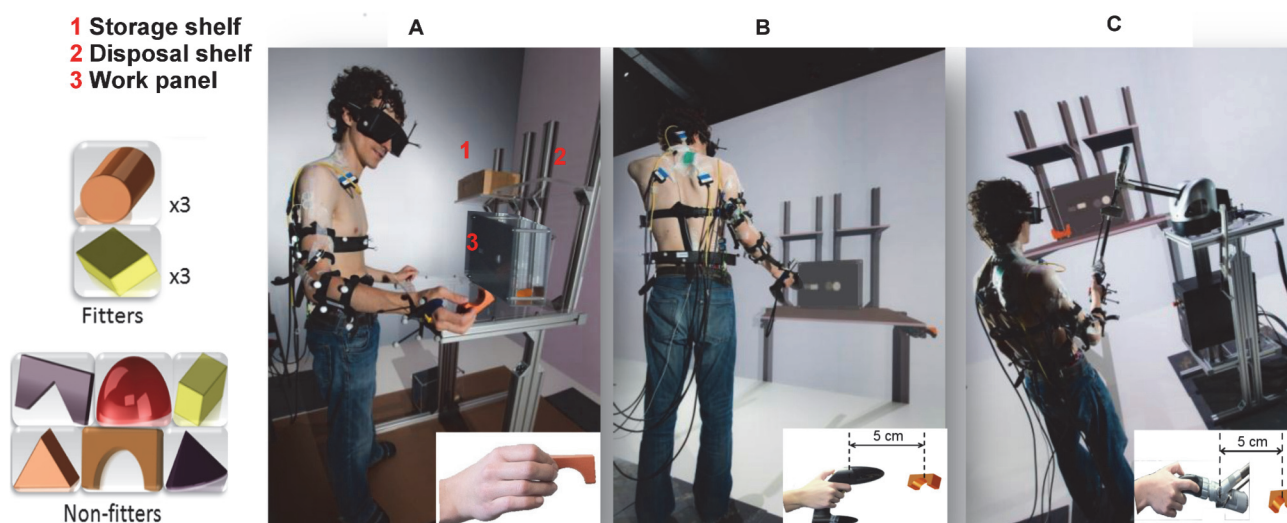 1 Storage shelf
2 Disposal shelf
3 Work panel
x3
x3
Fitters
Non-fitters
A
B
C
1
2
3
5 cm
5 cm